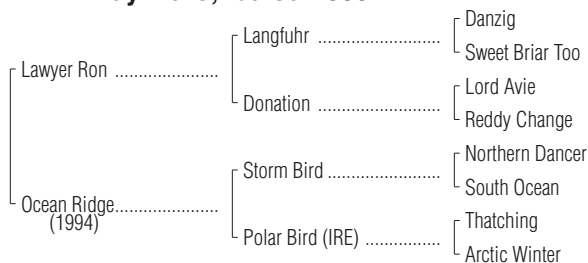 Danzig
Langfuhr
Sweet Briar Too
Lawyer Ron
Lord Avie
Donation
Reddy Change
Northern Dancer
Storm Bird
South Ocean
Ocean Ridge
(1994)
Thatching
Polar Bird (IRE)
Arctic Winter